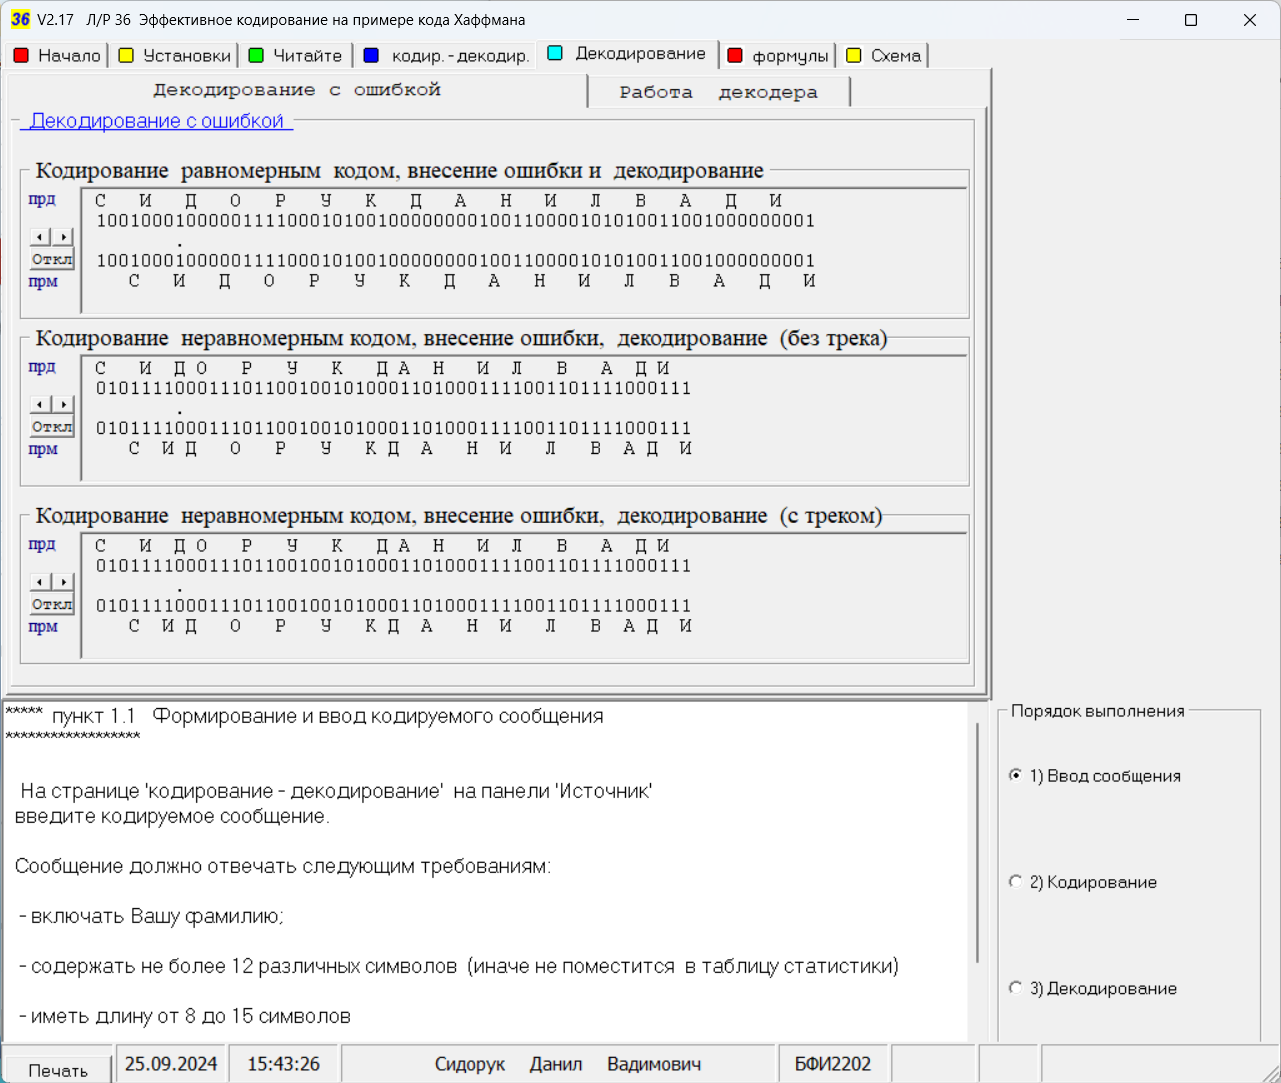 36 V2.17 Л/Р 36 Эффективное кодирование на примере кода Хаффмана
Начало Установки Читайте кодир.-декодир. Декодирование формулы Схема
Декодирование с ошибкой Работа декодера
Декодирование с ошибкой
Кодирование равномерным кодом, внесение ошибки и декодирование
прд С И Д О Р У К Д А Н И Л В А Д И
1001000100000111100010100100000000100110000101010011001000000001
.
Откл 1001000100000111100010100100000000100110000101010011001000000001
прм С И Д О Р У К Д А Н И Л В А Д И
Кодирование неравномерным кодом, внесение ошибки, декодирование (без трека)
прд С И Д О Р У К Д А Н И Л В А Д И
01011110001110110010010100011010001111001101111000111
.
Откл 01011110001110110010010100011010001111001101111000111
прм С И Д О Р У К Д А Н И Л В А Д И
Кодирование неравномерным кодом, внесение ошибки, декодирование (с треком)
прд С И Д О Р У К Д А Н И Л В А Д И
01011110001110110010010100011010001111001101111000111
.
Откл 01011110001110110010010100011010001111001101111000111
прм С И Д О Р У К Д А Н И Л В А Д И
***** пункт 1.1 Формирование и ввод кодируемого сообщения
******************
На странице 'кодирование - декодирование' на панели 'Источник'
введите кодируемое сообщение.
Сообщение должно отвечать следующим требованиям:
- включать Вашу фамилию;
- содержать не более 12 различных символов (иначе не поместится в таблицу статистики)
- иметь длину от 8 до 15 символов
Порядок выполнения
1) Ввод сообщения
2) Кодирование
3) Декодирование
Печать 25.09.2024 15:43:26 Сидорук Данил Вадимович БФИ2202